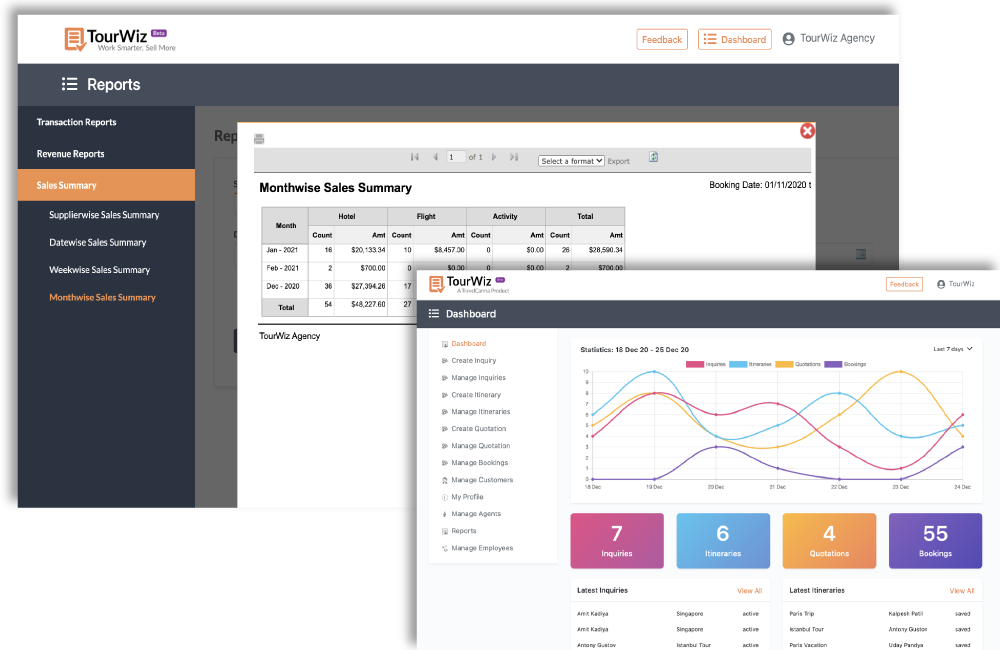 TourWiz Beta
Work Smarter, Sell More
Feedback
Dashboard
TourWiz Agency
Reports
Transaction Reports
Revenue Reports
Sales Summary
Supplierwise Sales Summary
Datewise Sales Summary
Weekwise Sales Summary
Monthwise Sales Summary
Rep
1 of 1 Select a format Export
Monthwise Sales Summary
Booking Date: 01/11/2020 t
Month Hotel Flight Activity Total
Count Amt Count Amt Count Amt Count Amt
Jan - 2021 16 $20,133.34 10 $8,457.00 0 $0.00 26 $28,590.34
Feb - 2021 2 $700.00 0 $0.00 0 $0.00 2 $700.00
Dec - 2020 36 $27,394.26 17
Total 54 $48,227.60 27
TourWiz Agency
TourWiz
A TravelCarma Product
Feedback
TourWiz
Dashboard
Dashboard
Create Inquiry
Manage Inquiries
Create Itinerary
Manage Itineraries
Create Quotation
Manage Quotation
Manage Bookings
Manage Customers
My Profile
Manage Agents
Reports
Manage Employees
Statistics: 18 Dec 20 - 25 Dec 20
Last 7 days
Inquires Itineraries Quotations Bookings
10
9
8
7
6
5
4
3
2
1
0
18 Dec 19 Dec 20 Dec 21 Dec 22 Dec 23 Dec 24 Dec
7
Inquiries
6
Itineraries
4
Quotations
55
Bookings
Latest Inquiries View All
Amit Kadiya Singapore active
Amit Kadiya Singapore active
Antony Gustov Istanbul Tour active
Latest Itineraries View All
Paris Trip Kalpesh Patil saved
Istanbul Tour Antony Gustov saved
Paris Vacation Uday Pandya saved